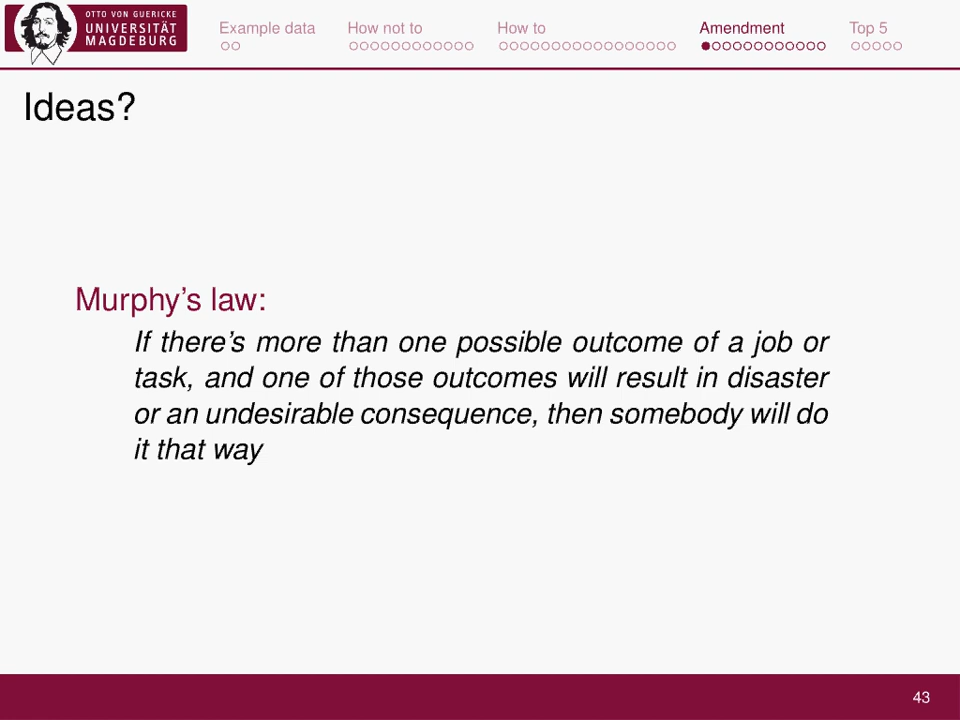 OTTO VON GUERICKE
UNIVERSITÄT
MAGDEBURG
Example data
How not to
How to
Amendment
Top 5
Ideas?
Murphy's law:
If there's more than one possible outcome of a job or
task, and one of those outcomes will result in disaster
or an undesirable consequence, then somebody will do
it that way
43